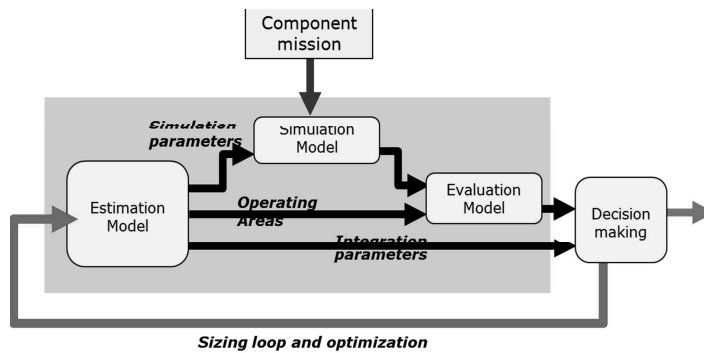 Component
mission
Simulation
parameters
Simulation
Model
Estimation
Model
Operating
Areas
Evaluation
Model
Decision
making
Integration
parameters
Sizing loop and optimization